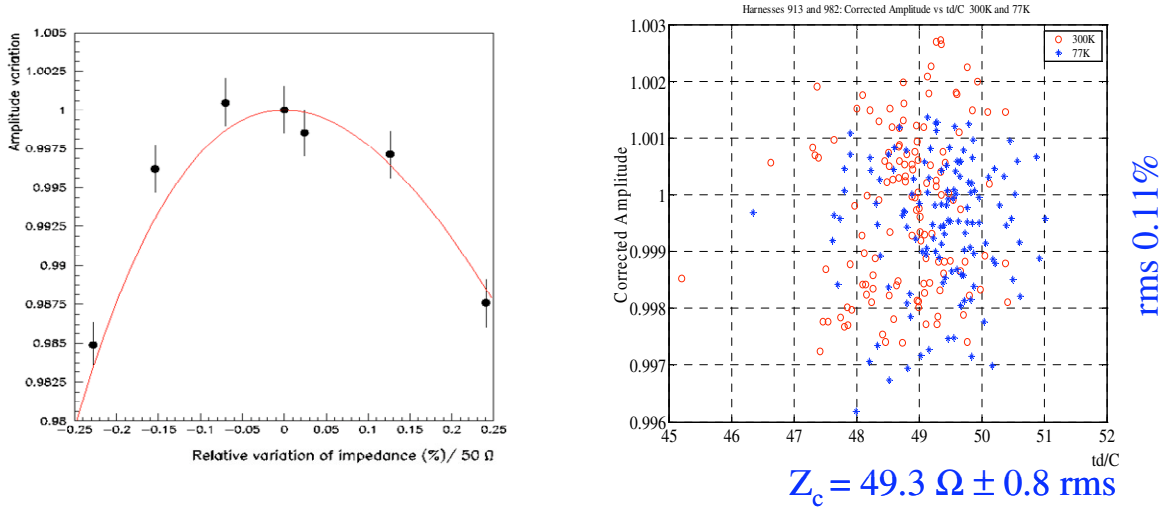 Amplitude variation
1.005
1.0025
1
0.9975
0.995
0.9925
0.99
0.9875
0.985
0.9825
0.98
−0.25 −0.2 −0.15 −0.1 −0.05 0 0.05 0.1 0.15 0.2 0.25
Relative variation of impedance (%)/ 50 Ω
Harnesses 913 and 982: Corrected Amplitude vs td/C 300K and 77K
Corrected Amplitude
1.003
1.002
1.001
1
0.999
0.998
0.997
0.996
300K
77K
45 46 47 48 49 50 51 52
td/C
rms 0.11%
Zc = 49.3 Ω ± 0.8 rms